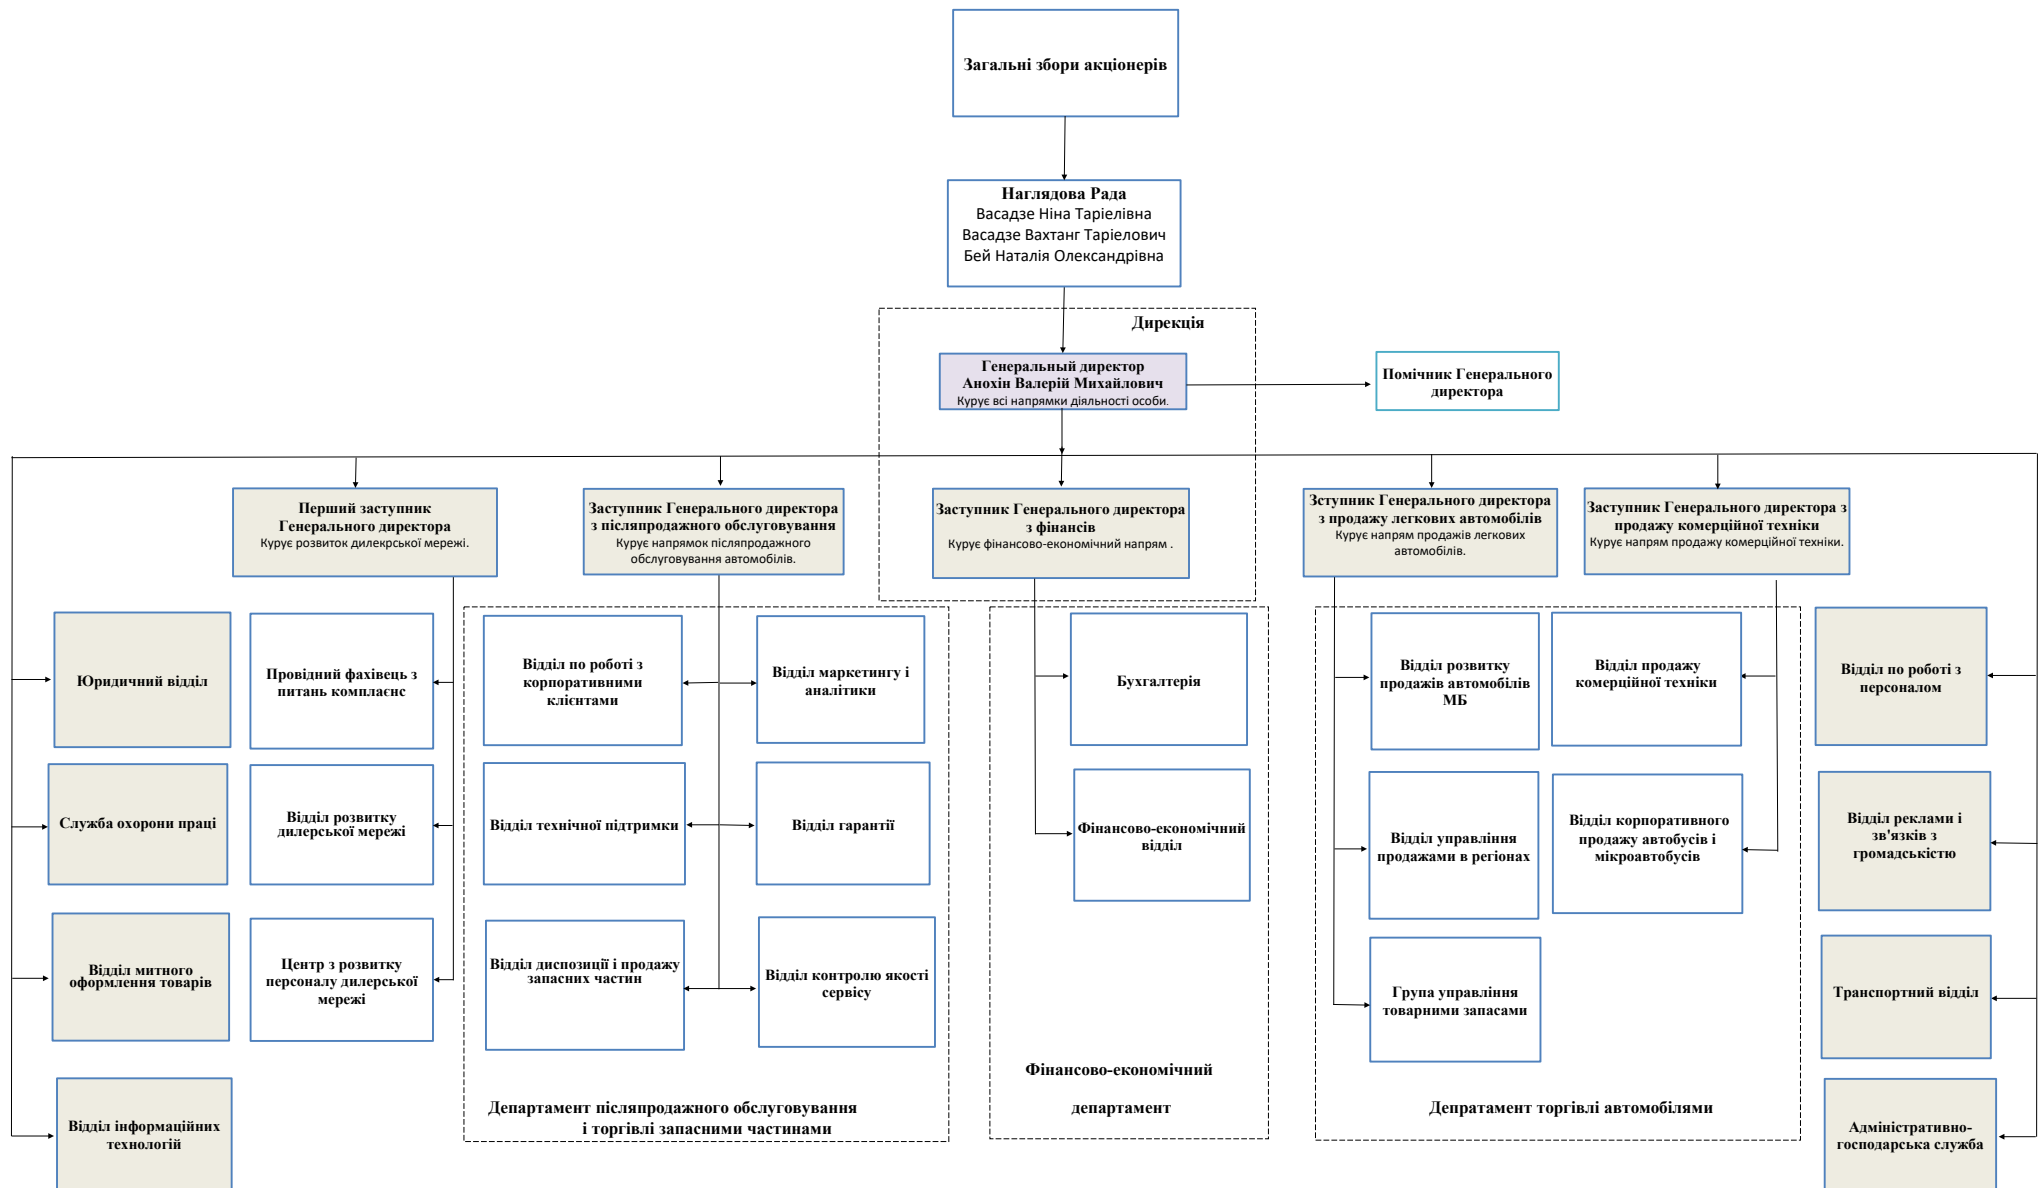 Загальні збори акціонерів
Наглядова Рада
Васадзе Ніна Таріелівна
Васадзе Вахтанг Таріелович
Бей Наталія Олександрівна
Дирекція
Генеральный директор
Анохін Валерій Михайлович
Курує всі напрямки діяльності особи.
Помічник Генерального
директора
Перший заступник
Генерального директора
Курує розвиток дилекрської мережі.
Заступник Генерального директора
з післяпродажного обслуговування
Курує напрямок післяпродажного
обслуговування автомобілів.
Заступник Генерального директора
з фінансів
Курує фінансово-економічний напрям .
Зступник Генерального директора
з продажу легкових автомобілів
Курує напрям продажів легкових
автомобілів.
Заступник Генерального директора з
продажу комерційної техніки
Курує напрям продажу комерційної техніки.
Юридичний відділ
Провідний фахівець з
питань комплаєнс
Відділ по роботі з
корпоративними
клієнтами
Відділ маркетингу і
аналітики
Бухгалтерія
Відділ розвитку
продажів автомобілів
МБ
Відділ продажу
комерційної техніки
Відділ по роботі з
персоналом
Служба охорони праці
Відділ розвитку
дилерської мережі
Відділ технічної підтримки
Відділ гарантії
Фінансово-економічний
відділ
Відділ управління
продажами в регіонах
Відділ корпоративного
продажу автобусів і
мікроавтобусів
Відділ реклами і
зв'язків з
громадськістю
Відділ митного
оформлення товарів
Центр з розвитку
персоналу дилерської
мережі
Відділ диспозиції і продажу
запасних частин
Відділ контролю якості
сервісу
Група управління
товарними запасами
Транспортний відділ
Відділ інформаційних
технологій
Департамент післяпродажного обслуговування
і торгівлі запасними частинами
Фінансово-економічний
департамент
Депратамент торгівлі автомобілями
Адміністративно-
господарська служба